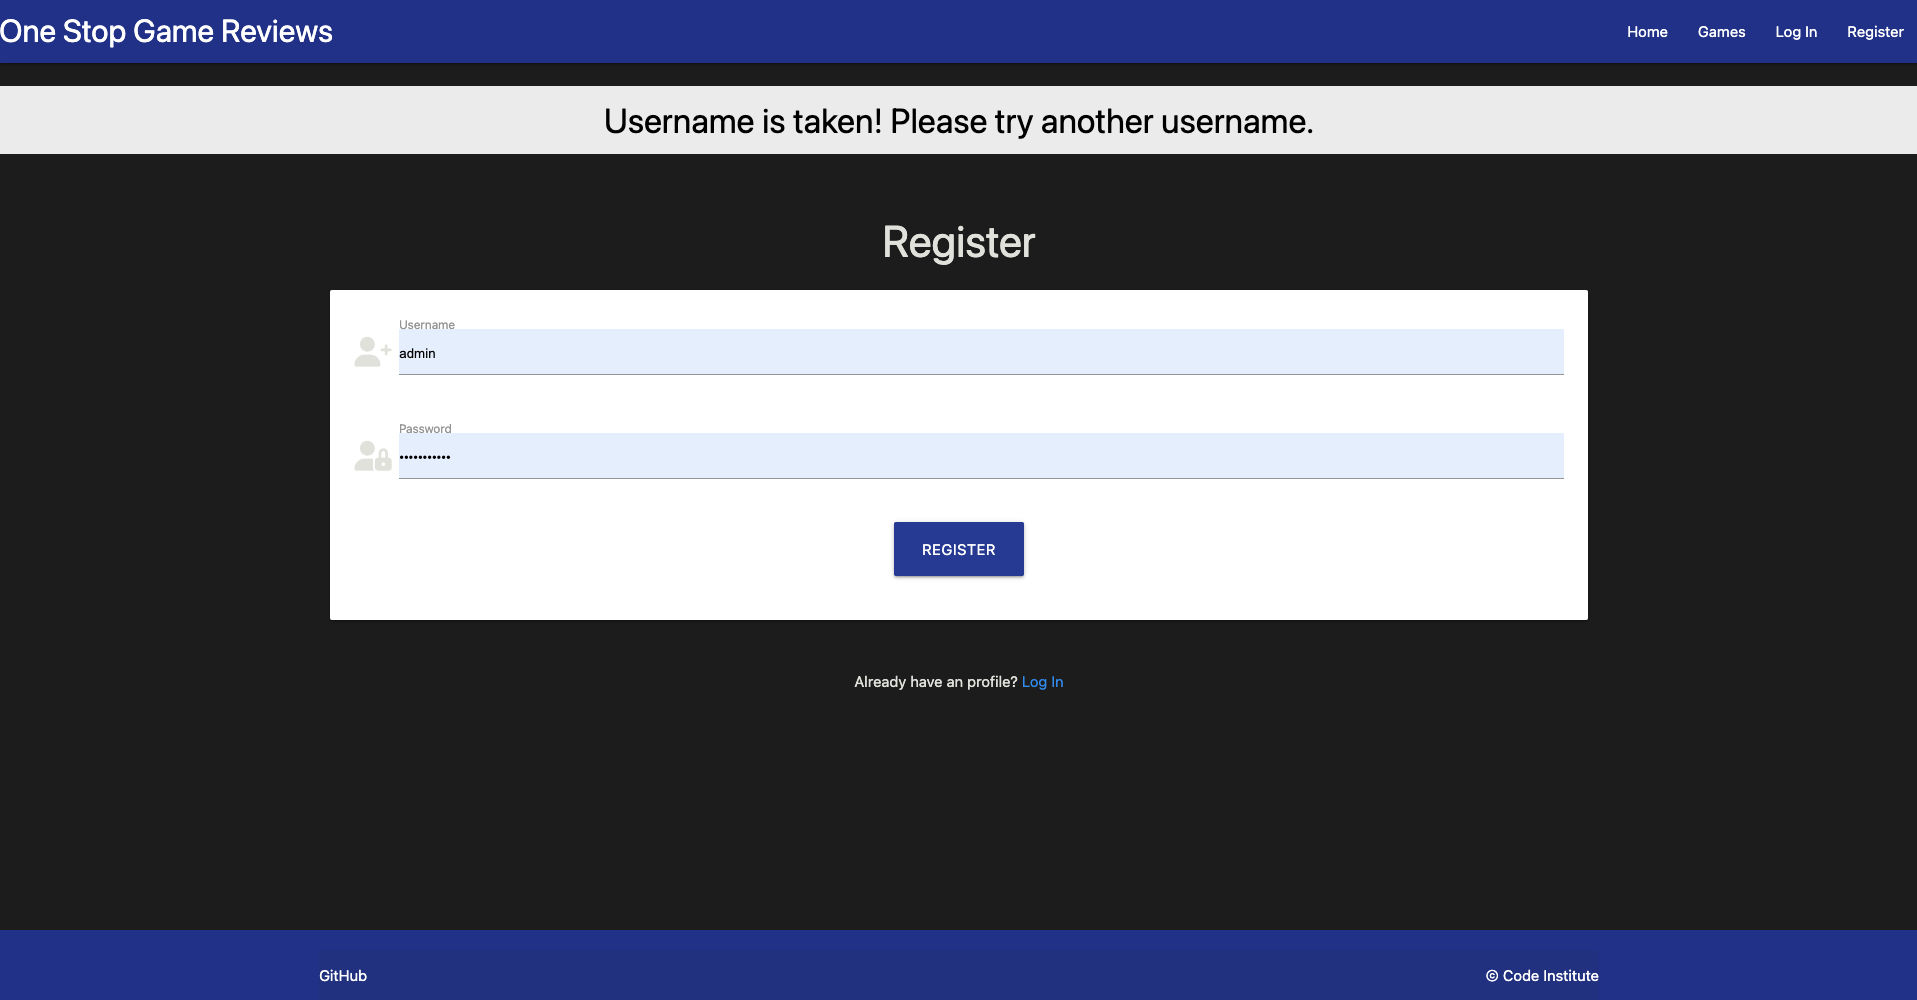 One Stop Game Reviews
Home Games Log In Register
Username is taken! Please try another username.
Register
Username
admin
Password
•••••••••••
REGISTER
Already have an profile? Log In
GitHub
© Code Institute